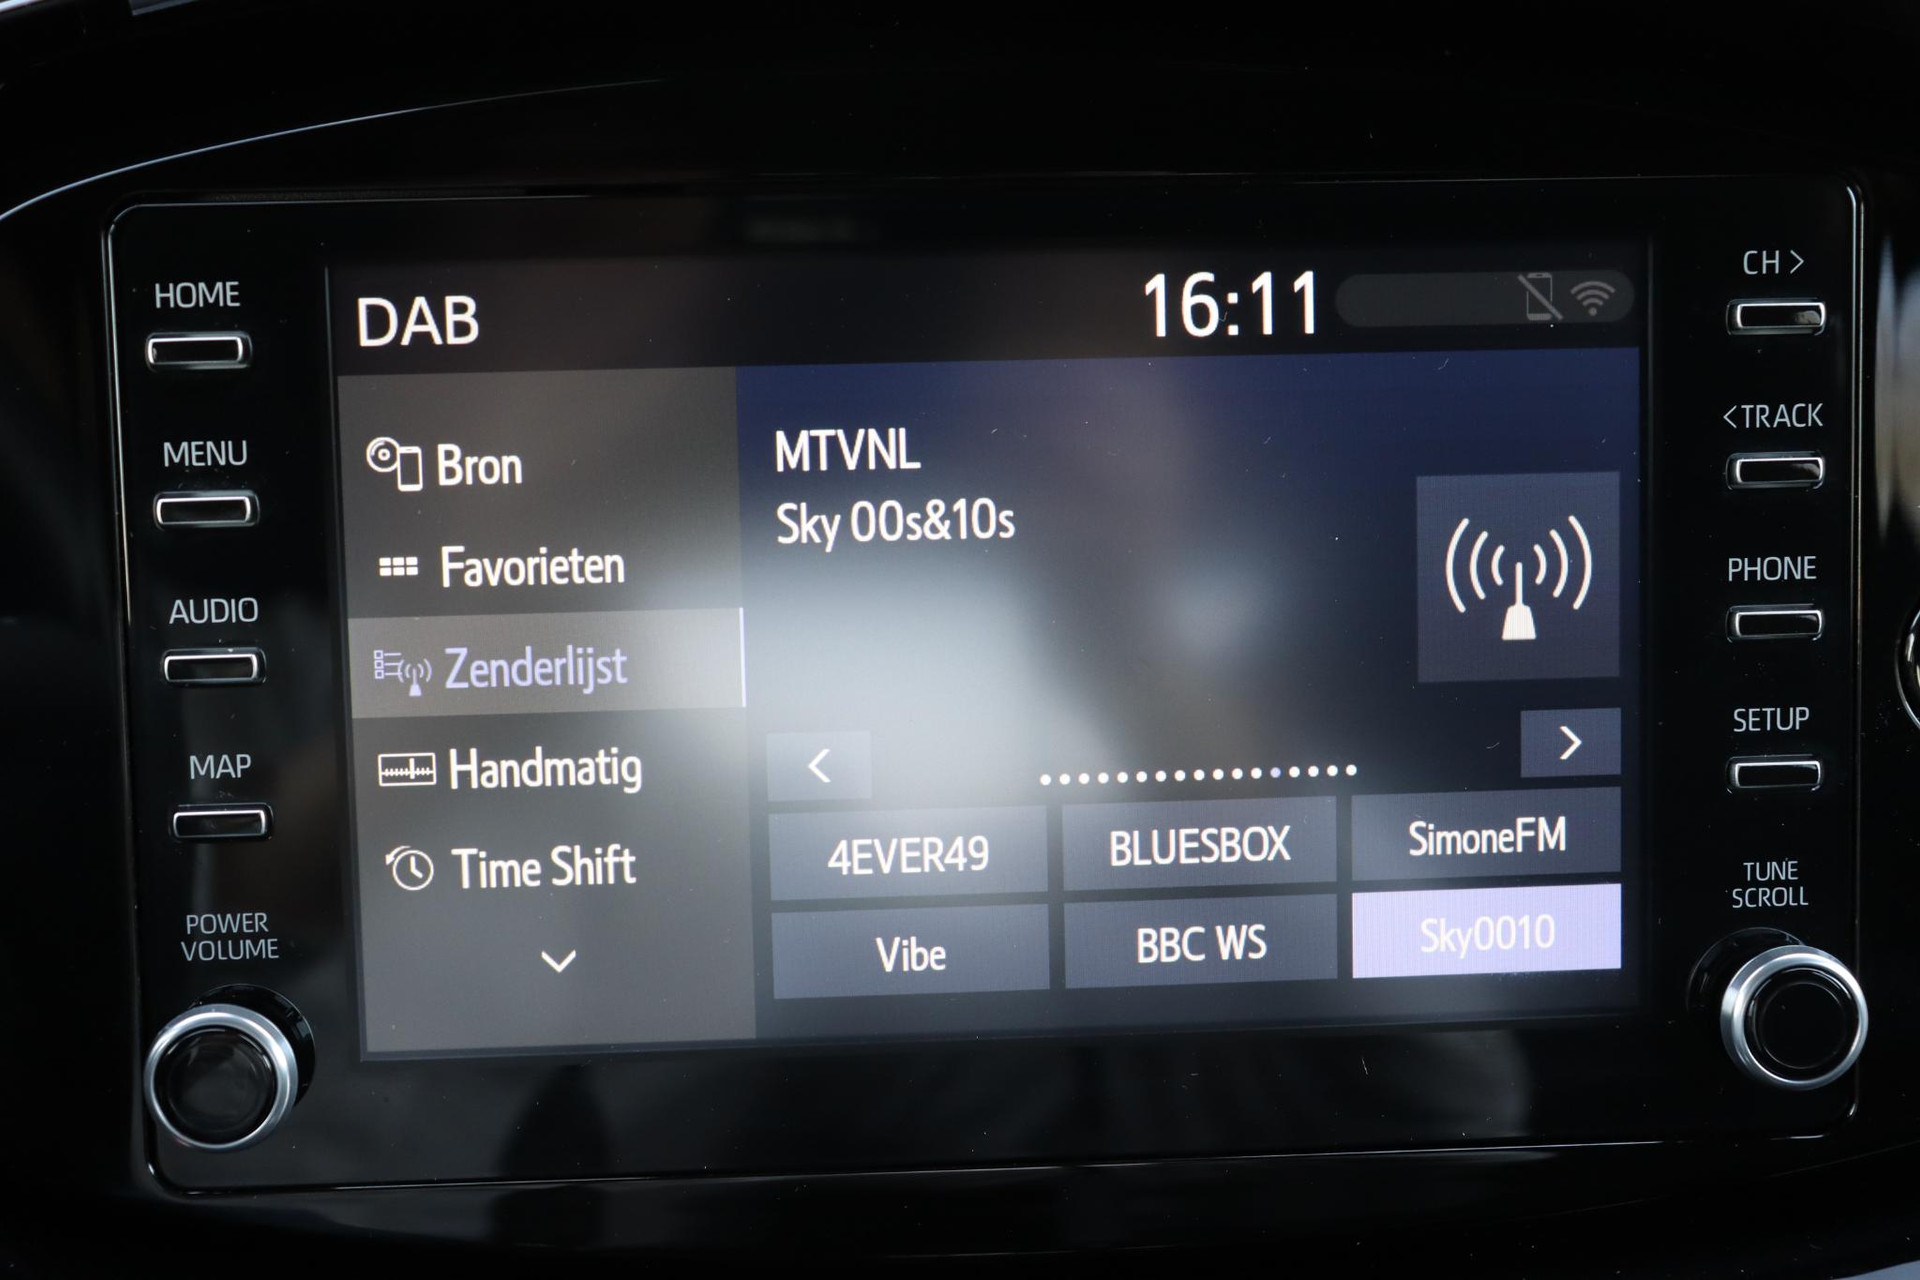 HOME
MENU
AUDIO
MAP
POWER
VOLUME
DAB
16:11
Bron
Favorieten
Zenderlijst
Handmatig
Time Shift
MTVNL
Sky 00s&10s
<
>
4EVER49
BLUESBOX
SimoneFM
Vibe
BBC WS
Sky0010
CH >
< TRACK
PHONE
SETUP
TUNE
SCROLL